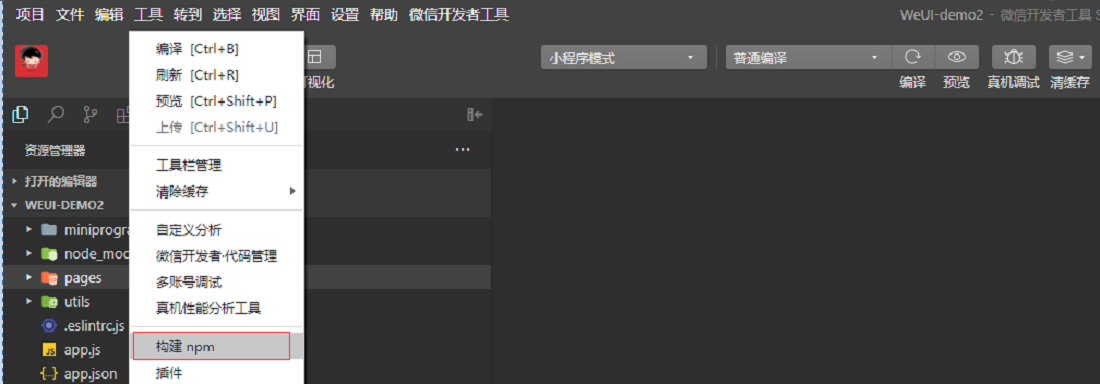 项目 文件 编辑 工具 转到 选择 视图 界面 设置 帮助 微信开发者工具
WeUI-demo2 - 微信开发者工具
小程序模式
普通编译
编译 预览 真机调试 清缓存
资源管理器
打开的编辑器
WEUI-DEMO2
miniprogra
node_mod
pages
utils
.eslintrc.js
app.js
app.json
编译 [Ctrl+B]
刷新 [Ctrl+R]
预览 [Ctrl+Shift+P]
上传 [Ctrl+Shift+U]
工具栏管理
清除缓存
自定义分析
微信开发者·代码管理
多账号调试
真机性能分析工具
构建 npm
插件